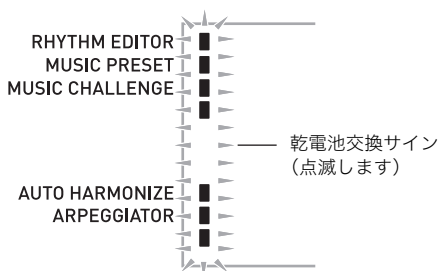 RHYTHM EDITOR
MUSIC PRESET
MUSIC CHALLENGE
乾電池交換サイン
(点滅します)
AUTO HARMONIZE
ARPEGGIATOR